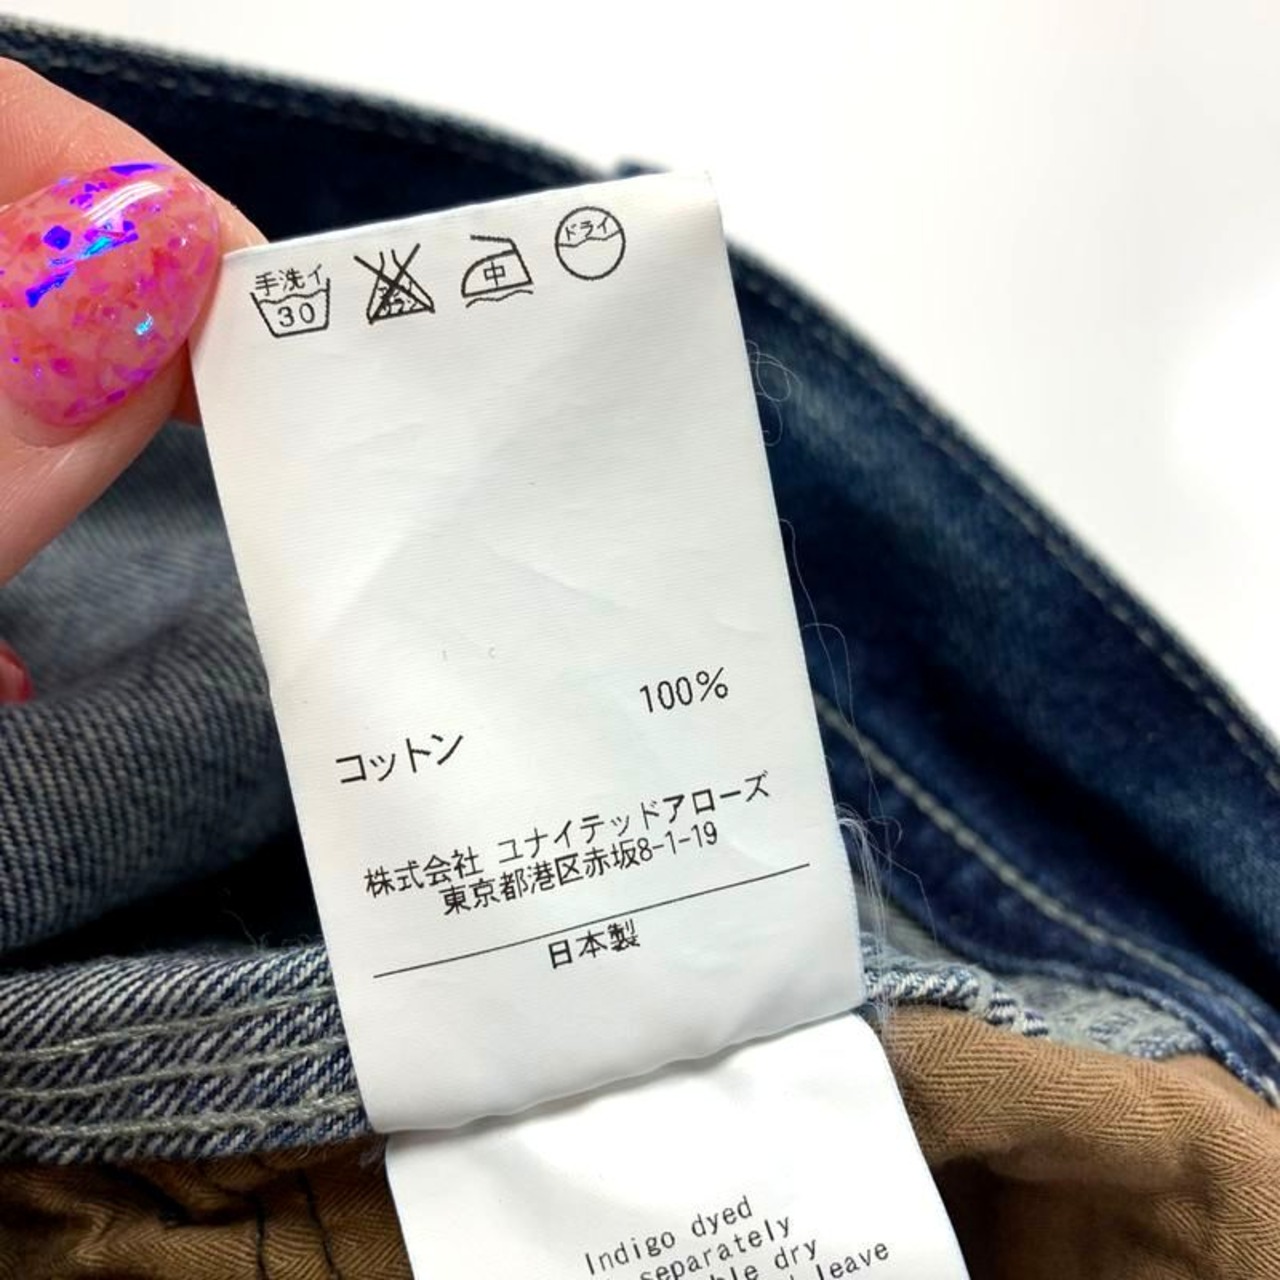 手洗イ
30
中
ドライ
100%
コットン
株式会社 ユナイテッドアローズ
東京都港区赤坂8-1-19
日本製
Indigo dyed
separately
dry
leave